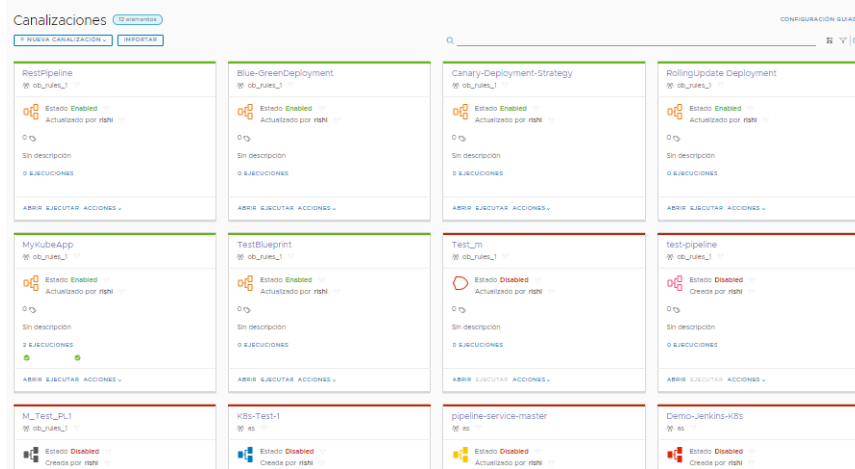 Canalizaciones 12 elementos
CONFIGURACIÓN GUIAD
+ NUEVA CANALIZACIÓN
IMPORTAR
RestPipeline
ob_rules_1
Estado Enabled
Actualizado por rishi
0
Sin descripción
0 EJECUCIONES
ABRIR EJECUTAR ACCIONES
Blue-GreenDeployment
ob_rules_1
Estado Enabled
Actualizado por rishi
0
Sin descripción
0 EJECUCIONES
ABRIR EJECUTAR ACCIONES
Canary-Deployment-Strategy
ob_rules_1
Estado Enabled
Actualizado por rishi
0
Sin descripción
0 EJECUCIONES
ABRIR EJECUTAR ACCIONES
RollingUpdate Deployment
ob_rules_1
Estado Enabled
Actualizado por rishi
0
Sin descripción
0 EJECUCIONES
ABRIR EJECUTAR ACCIONES
MyKubeApp
ob_rules_1
Estado Enabled
Actualizado por rishi
0
Sin descripción
2 EJECUCIONES
ABRIR EJECUTAR ACCIONES
TestBlueprint
ob_rules_1
Estado Enabled
Actualizado por rishi
0
Sin descripción
0 EJECUCIONES
ABRIR EJECUTAR ACCIONES
Test_m
ob_rules_1
Estado Disabled
Actualizado por rishi
0
Sin descripción
0 EJECUCIONES
ABRIR EJECUTAR ACCIONES
test-pipeline
ob_rules_1
Estado Disabled
Creada por rishi
0
Sin descripción
0 EJECUCIONES
ABRIR EJECUTAR ACCIONES
M_Test_PL1
ob_rules_1
Estado Disabled
Creada por rishi
K8s-Test-1
as
Estado Disabled
Creada por rishi
pipeline-service-master
as
Estado Disabled
Actualizado por rishi
Demo-Jenkins-K8s
as
Estado Disabled
Creada por rishi